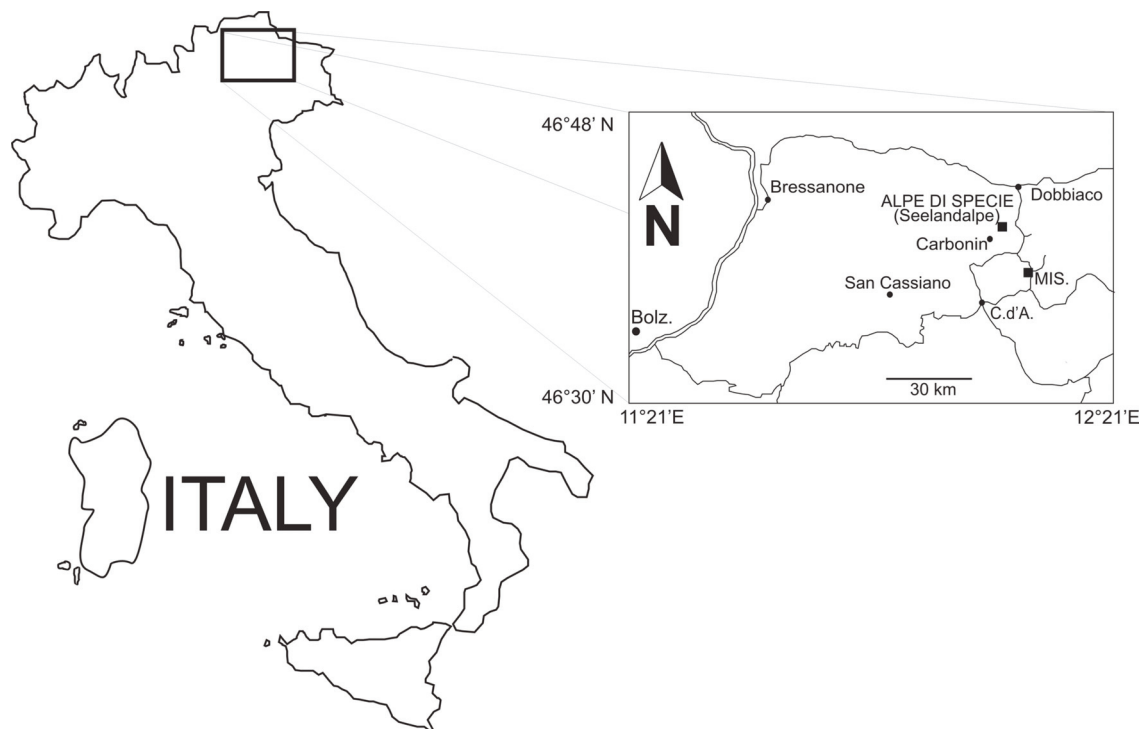 46°48' N
Bressanone
Dobbiaco
ALPE DI SPECIE
(Seelandalpe)
N
Carbonin
MIS.
San Cassiano
C.d'A.
Bolz.
30 km
46°30' N
11°21'E
12°21'E
ITALY